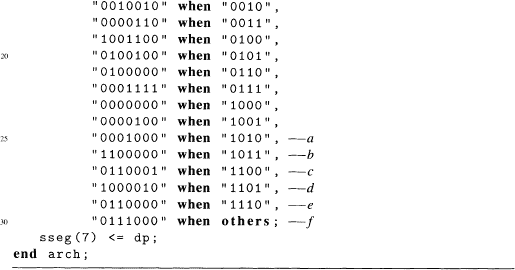 "0010010" when "0010",
"0000110" when "0011",
"1001100" when "0100",
20 "0100100" when "0101",
"0100000" when "0110",
"0001111" when "0111",
"0000000" when "1000",
"0000100" when "1001",
25 "0001000" when "1010", —a
"1100000" when "1011", —b
"0110001" when "1100", —c
"1000010" when "1101", —d
"0110000" when "1110", —e
30 "0111000" when others; —f
sseg(7) <= dp;
end arch;